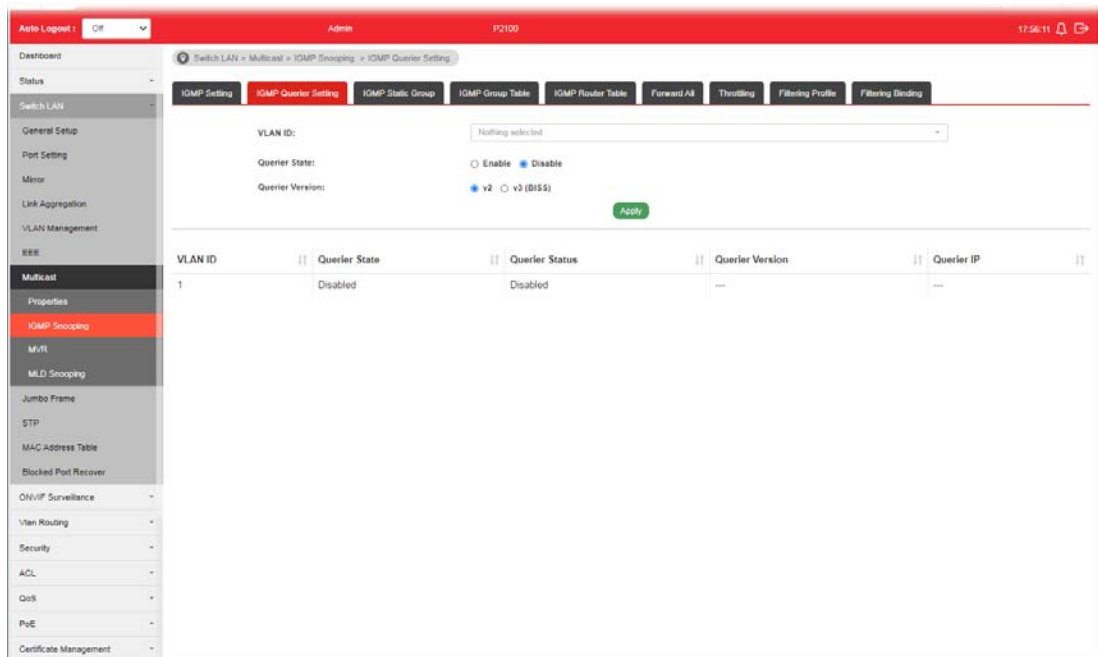 Auto Logout : Off Admin P2100 17:56:11
Dashboard
Status
Switch LAN
General Setup
Port Setting
Mirror
Link Aggregation
VLAN Management
EEE
Multicast
Properties
IGMP Snooping
MVR
MLD Snooping
Jumbo Frame
STP
MAC Address Table
Blocked Port Recover
ONVIF Surveillance
Vlan Routing
Security
ACL
QoS
PoE
Certificate Management
Switch LAN » Multicast » IGMP Snooping » IGMP Querier Setting
IGMP Setting IGMP Querier Setting IGMP Static Group IGMP Group Table IGMP Router Table Forward All Throttling Filtering Profile Filtering Binding
VLAN ID: Nothing selected
Querier State: Enable Disable
Querier Version: v2 v3 (BISS)
Apply
VLAN ID Querier State Querier Status Querier Version Querier IP
1 Disabled Disabled --- ---